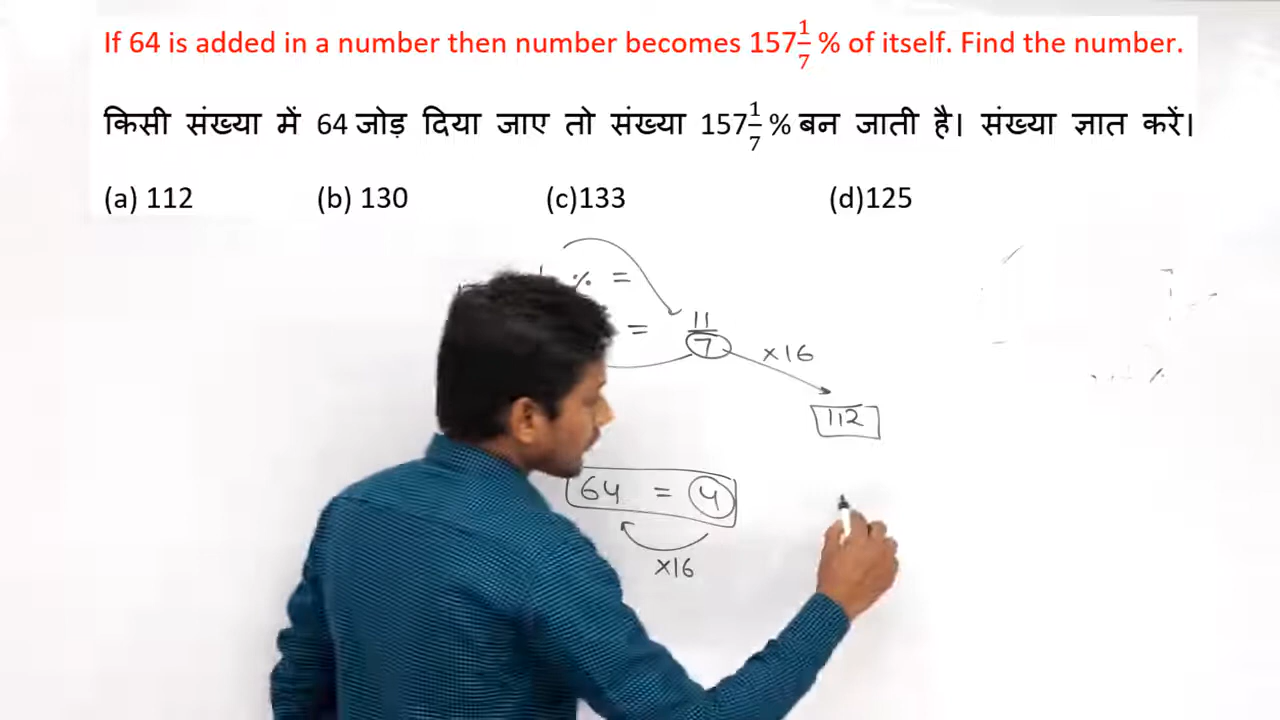 If 64 is added in a number then number becomes 157 1/7 % of itself. Find the number.
किसी संख्या में 64 जोड़ दिया जाए तो संख्या 157 1/7 % बन जाती है। संख्या ज्ञात करें।
(a) 112 (b) 130 (c)133 (d)125
% =
= 11/7 ×16
112
64 = 4
×16